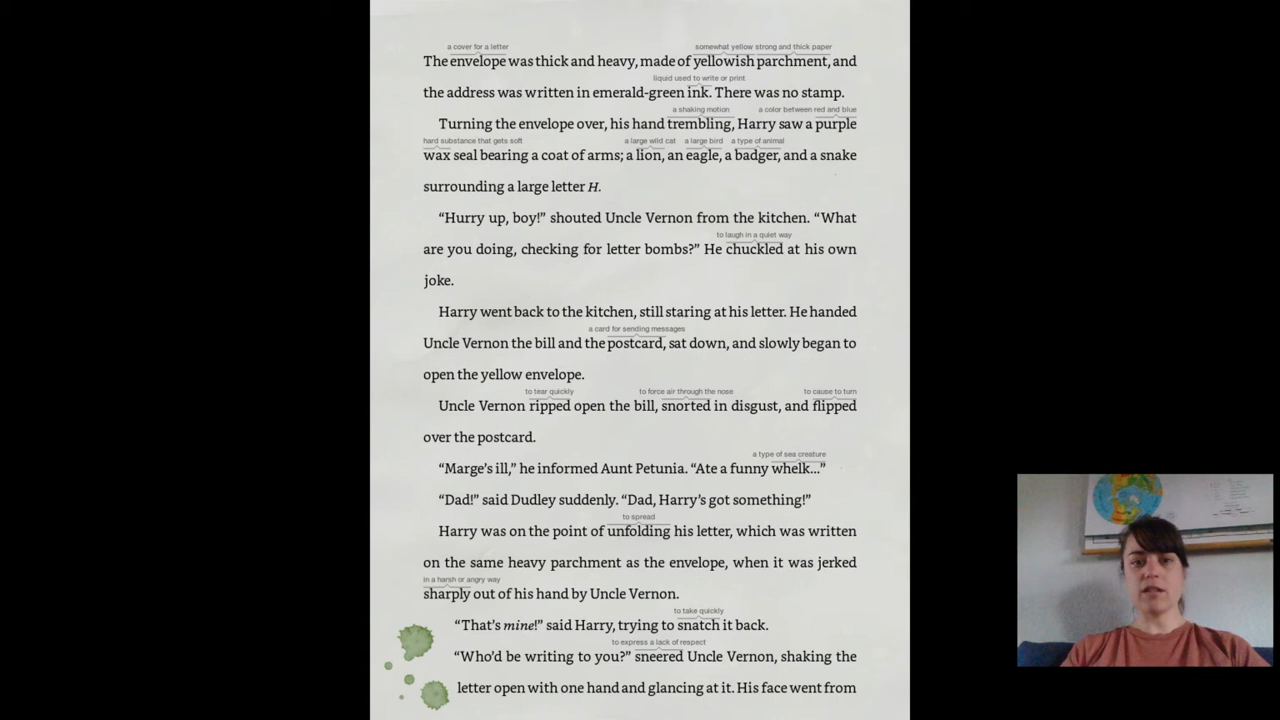 a cover for a letter somewhat yellow strong and thick paper
The envelope was thick and heavy, made of yellowish parchment, and
liquid used to write or print
the address was written in emerald-green ink. There was no stamp.
a shaking motion a color between red and blue
Turning the envelope over, his hand trembling, Harry saw a purple
hard substance that gets soft a large wild cat a large bird a type of animal
wax seal bearing a coat of arms; a lion, an eagle, a badger, and a snake
surrounding a large letter H.
“Hurry up, boy!” shouted Uncle Vernon from the kitchen. “What
to laugh in a quiet way
are you doing, checking for letter bombs?” He chuckled at his own
joke.
Harry went back to the kitchen, still staring at his letter. He handed
a card for sending messages
Uncle Vernon the bill and the postcard, sat down, and slowly began to
open the yellow envelope.
to tear quickly to force air through the nose to cause to turn
Uncle Vernon ripped open the bill, snorted in disgust, and flipped
over the postcard.
a type of sea creature
“Marge’s ill,” he informed Aunt Petunia. “Ate a funny whelk...”
“Dad!” said Dudley suddenly. “Dad, Harry’s got something!”
to spread
Harry was on the point of unfolding his letter, which was written
on the same heavy parchment as the envelope, when it was jerked
in a harsh or angry way
sharply out of his hand by Uncle Vernon.
to take quickly
“That’s mine!” said Harry, trying to snatch it back.
to express a lack of respect
“Who’d be writing to you?” sneered Uncle Vernon, shaking the
letter open with one hand and glancing at it. His face went from